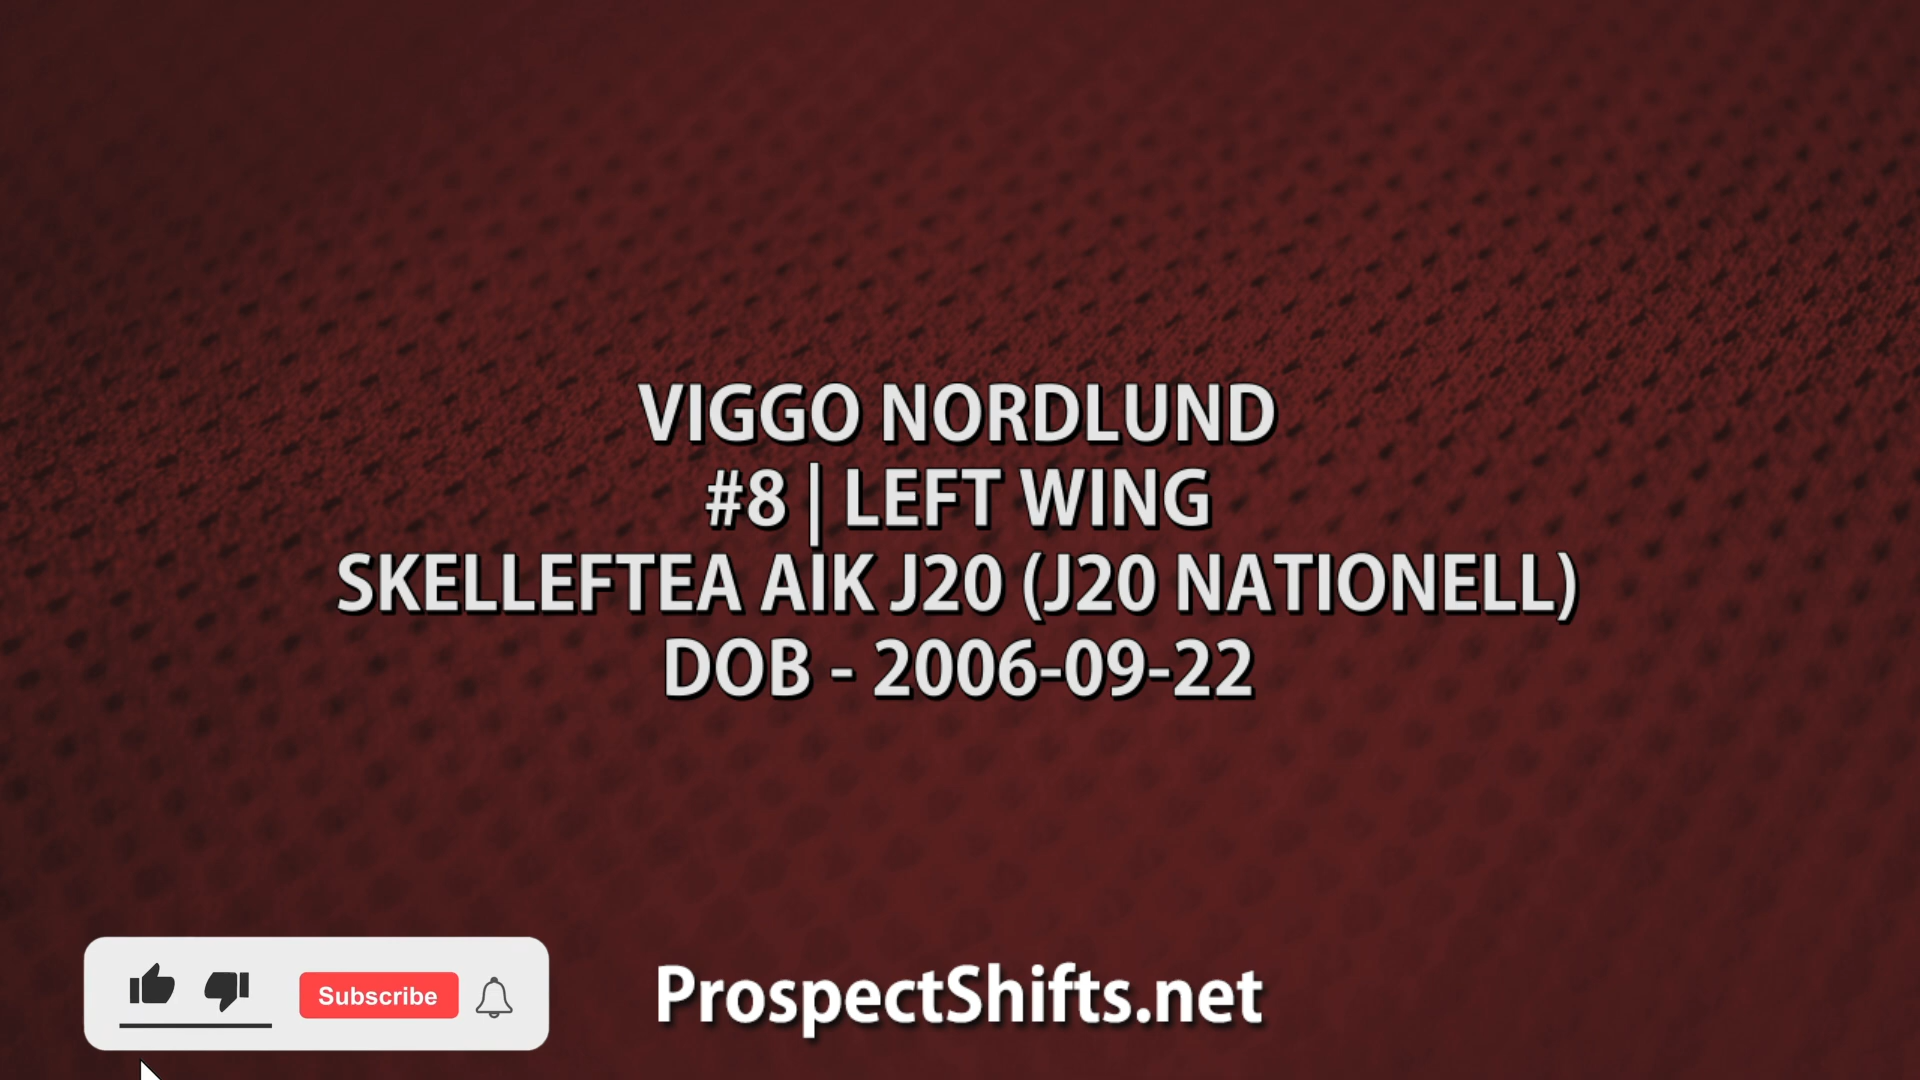 VIGGO NORDLUND
#8 | LEFT WING
SKELLEFTEA AIK J20 (J20 NATIONELL)
DOB - 2006-09-22
Subscribe
ProspectShifts.net